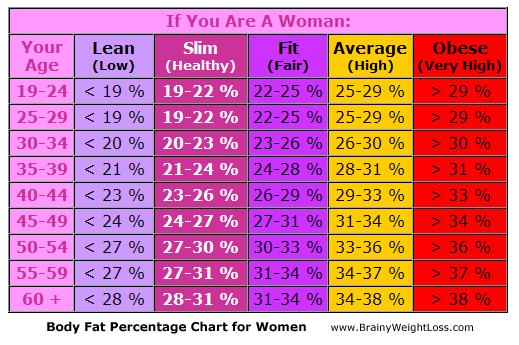 If You Are A Woman:
Your Age Lean (Low) Slim (Healthy) Fit (Fair) Average (High) Obese (Very High)
19-24 < 19 % 19-22 % 22-25 % 25-29 % > 29 %
25-29 < 19 % 19-22 % 22-25 % 25-29 % > 29 %
30-34 < 20 % 20-23 % 23-26 % 26-30 % > 30 %
35-39 < 21 % 21-24 % 24-28 % 28-31 % > 31 %
40-44 < 23 % 23-26 % 26-29 % 29-33 % > 33 %
45-49 < 24 % 24-27 % 27-31 % 31-34 % > 34 %
50-54 < 27 % 27-30 % 30-33 % 33-36 % > 36 %
55-59 < 27 % 27-31 % 31-34 % 34-37 % > 37 %
60 + < 28 % 28-31 % 31-34 % 34-38 % > 38 %
Body Fat Percentage Chart for Women www.BrainyWeightLoss.com